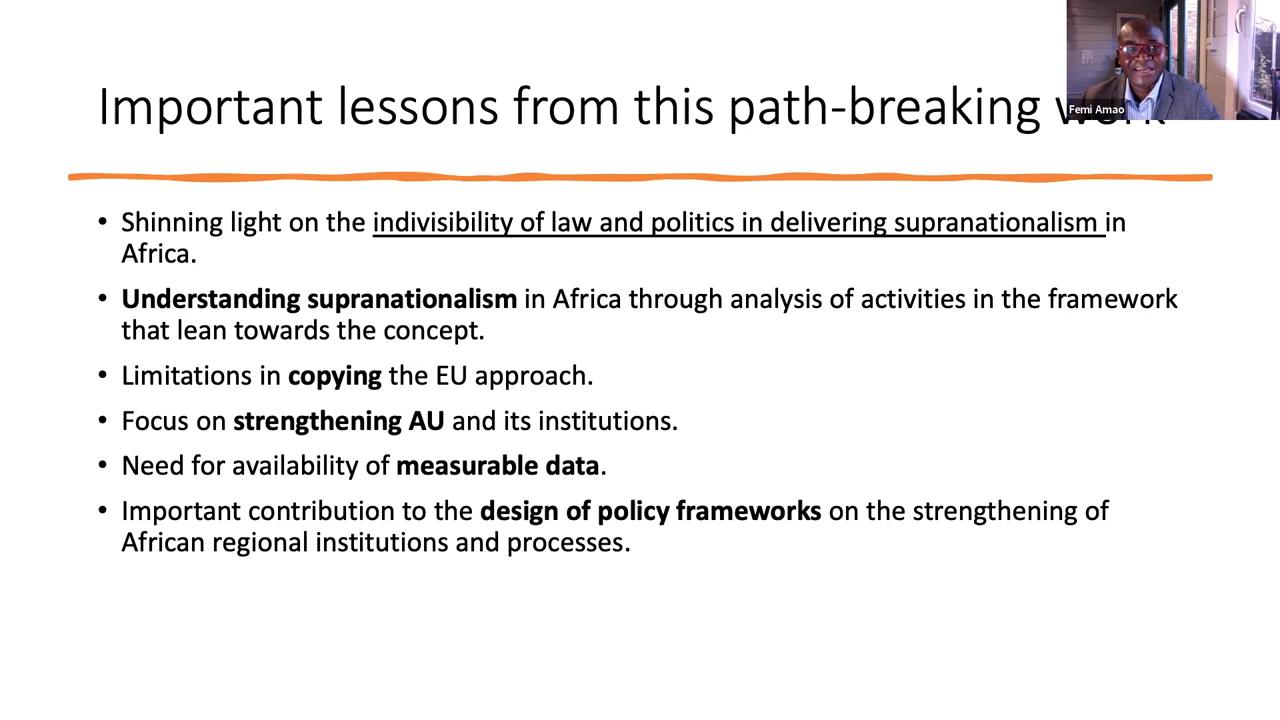 Important lessons from this path-breaking work
Femi Amao
• Shinning light on the indivisibility of law and politics in delivering supranationalism in
Africa.
• Understanding supranationalism in Africa through analysis of activities in the framework
that lean towards the concept.
• Limitations in copying the EU approach.
• Focus on strengthening AU and its institutions.
• Need for availability of measurable data.
• Important contribution to the design of policy frameworks on the strengthening of
African regional institutions and processes.